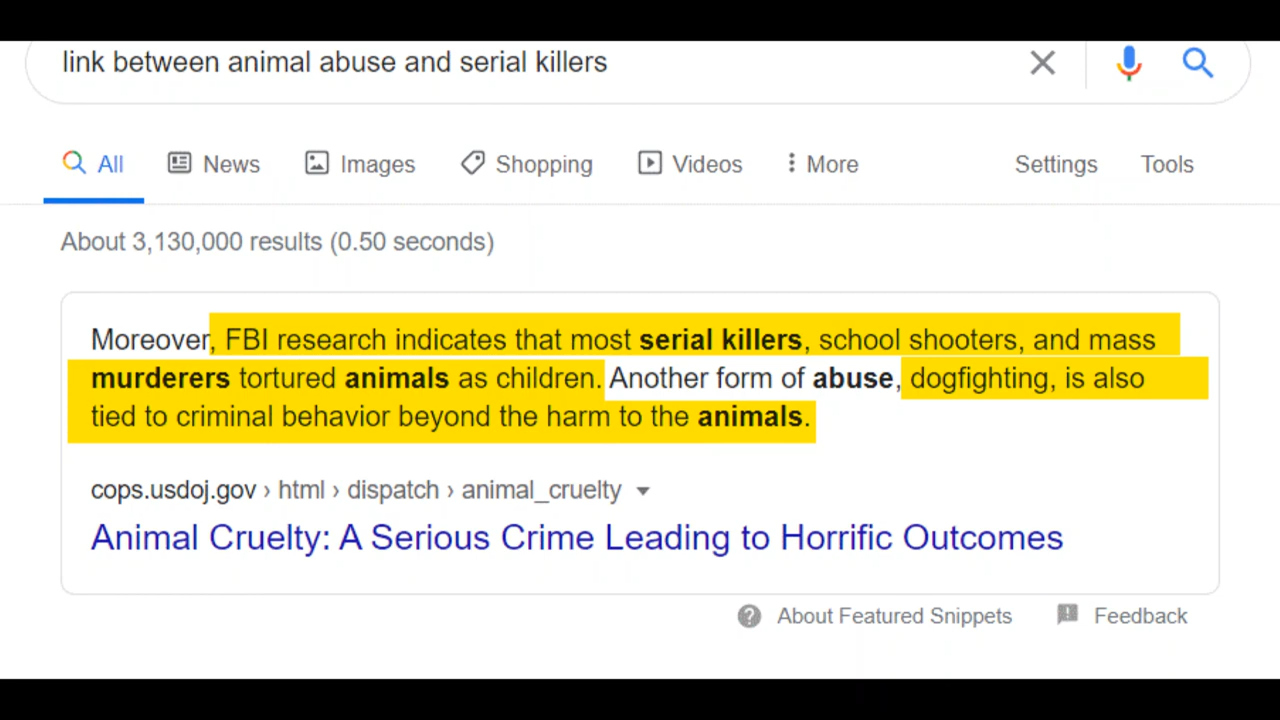 link between animal abuse and serial killers
All News Images Shopping Videos More Settings Tools
About 3,130,000 results (0.50 seconds)
Moreover, FBI research indicates that most serial killers, school shooters, and mass
murderers tortured animals as children. Another form of abuse, dogfighting, is also
tied to criminal behavior beyond the harm to the animals.
cops.usdoj.gov › html › dispatch › animal_cruelty
Animal Cruelty: A Serious Crime Leading to Horrific Outcomes
About Featured Snippets Feedback